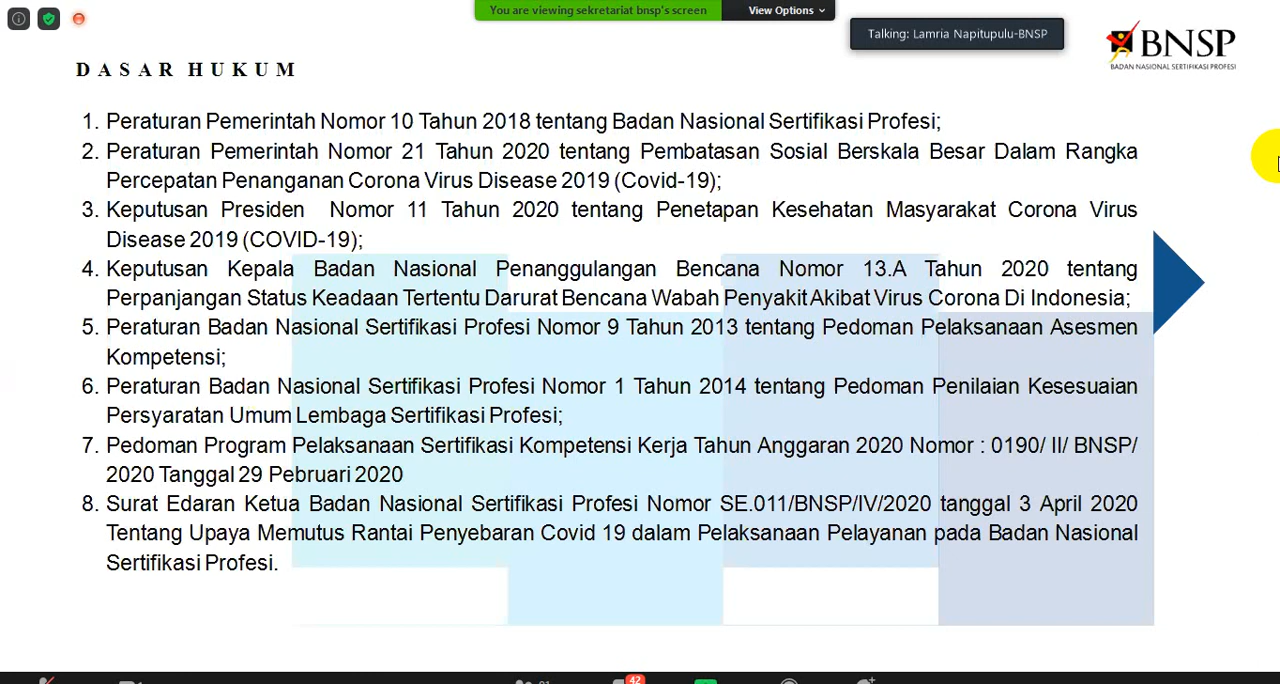 You are viewing sekretariat bnsp's screen
View Options
Talking: Lamria Napitupulu-BNSP
BNSP
BADAN NASIONAL SERTIFIKASI PROFESI
DASAR HUKUM
1. Peraturan Pemerintah Nomor 10 Tahun 2018 tentang Badan Nasional Sertifikasi Profesi;
2. Peraturan Pemerintah Nomor 21 Tahun 2020 tentang Pembatasan Sosial Berskala Besar Dalam Rangka
Percepatan Penanganan Corona Virus Disease 2019 (Covid-19);
3. Keputusan Presiden Nomor 11 Tahun 2020 tentang Penetapan Kesehatan Masyarakat Corona Virus
Disease 2019 (COVID-19);
4. Keputusan Kepala Badan Nasional Penanggulangan Bencana Nomor 13.A Tahun 2020 tentang
Perpanjangan Status Keadaan Tertentu Darurat Bencana Wabah Penyakit Akibat Virus Corona Di Indonesia;
5. Peraturan Badan Nasional Sertifikasi Profesi Nomor 9 Tahun 2013 tentang Pedoman Pelaksanaan Asesmen
Kompetensi;
6. Peraturan Badan Nasional Sertifikasi Profesi Nomor 1 Tahun 2014 tentang Pedoman Penilaian Kesesuaian
Persyaratan Umum Lembaga Sertifikasi Profesi;
7. Pedoman Program Pelaksanaan Sertifikasi Kompetensi Kerja Tahun Anggaran 2020 Nomor : 0190/ II/ BNSP/
2020 Tanggal 29 Pebruari 2020
8. Surat Edaran Ketua Badan Nasional Sertifikasi Profesi Nomor SE.011/BNSP/IV/2020 tanggal 3 April 2020
Tentang Upaya Memutus Rantai Penyebaran Covid 19 dalam Pelaksanaan Pelayanan pada Badan Nasional
Sertifikasi Profesi.
42